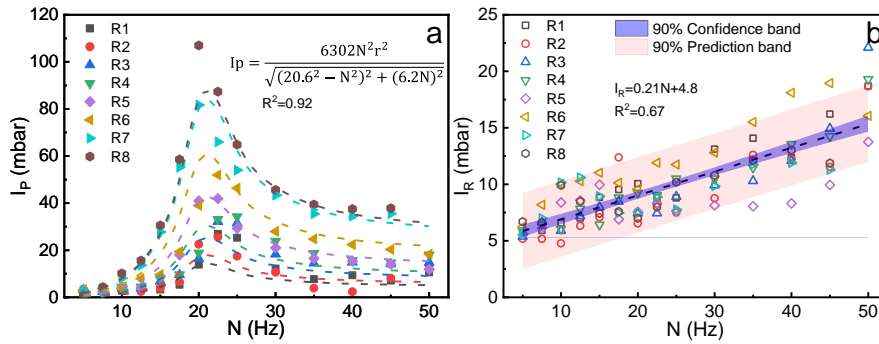 a
120
100
80
60
40
20
0
I_P (mbar)
R1
R2
R3
R4
R5
R6
R7
R8
Ip = 6302N²r² / √((20.6² − N²)² + (6.2N)²)
R²=0.92
0 10 20 30 40 50
N (Hz)
b
25
20
15
10
5
0
I_R (mbar)
R1
R2
R3
R4
R5
R6
R7
R8
90% Confidence band
90% Prediction band
I_R=0.21N+4.8
R²=0.67
0 10 20 30 40 50
N (Hz)